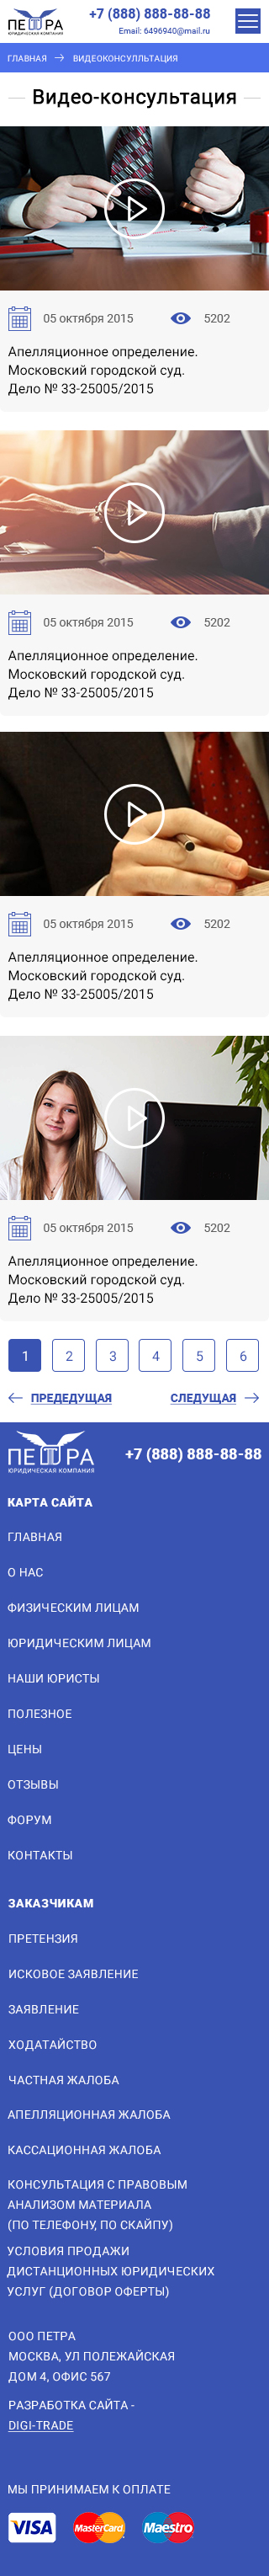 ПЕТРА
ЮРИДИЧЕСКАЯ КОМПАНИЯ
+7 (888) 888-88-88
Email: 6496940@mail.ru
ГЛАВНАЯ → ВИДЕОКОНСУЛЛЬТАЦИЯ
Видео-консультация
05 октября 2015 5202
Апелляционное определение.
Московский городской суд.
Дело № 33-25005/2015
05 октября 2015 5202
Апелляционное определение.
Московский городской суд.
Дело № 33-25005/2015
05 октября 2015 5202
Апелляционное определение.
Московский городской суд.
Дело № 33-25005/2015
05 октября 2015 5202
Апелляционное определение.
Московский городской суд.
Дело № 33-25005/2015
1 2 3 4 5 6
← ПРЕДЕДУЩАЯ СЛЕДУЩАЯ →
ПЕТРА
ЮРИДИЧЕСКАЯ КОМПАНИЯ
+7 (888) 888-88-88
КАРТА САЙТА
ГЛАВНАЯ
О НАС
ФИЗИЧЕСКИМ ЛИЦАМ
ЮРИДИЧЕСКИМ ЛИЦАМ
НАШИ ЮРИСТЫ
ПОЛЕЗНОЕ
ЦЕНЫ
ОТЗЫВЫ
ФОРУМ
КОНТАКТЫ
ЗАКАЗЧИКАМ
ПРЕТЕНЗИЯ
ИСКОВОЕ ЗАЯВЛЕНИЕ
ЗАЯВЛЕНИЕ
ХОДАТАЙСТВО
ЧАСТНАЯ ЖАЛОБА
АПЕЛЛЯЦИОННАЯ ЖАЛОБА
КАССАЦИОННАЯ ЖАЛОБА
КОНСУЛЬТАЦИЯ С ПРАВОВЫМ
АНАЛИЗОМ МАТЕРИАЛА
(ПО ТЕЛЕФОНУ, ПО СКАЙПУ)
УСЛОВИЯ ПРОДАЖИ
ДИСТАНЦИОННЫХ ЮРИДИЧЕСКИХ
УСЛУГ (ДОГОВОР ОФЕРТЫ)
ООО ПЕТРА
МОСКВА, УЛ ПОЛЕЖАЙСКАЯ
ДОМ 4, ОФИС 567
РАЗРАБОТКА САЙТА -
DIGI-TRADE
МЫ ПРИНИМАЕМ К ОПЛАТЕ
VISA MasterCard Maestro